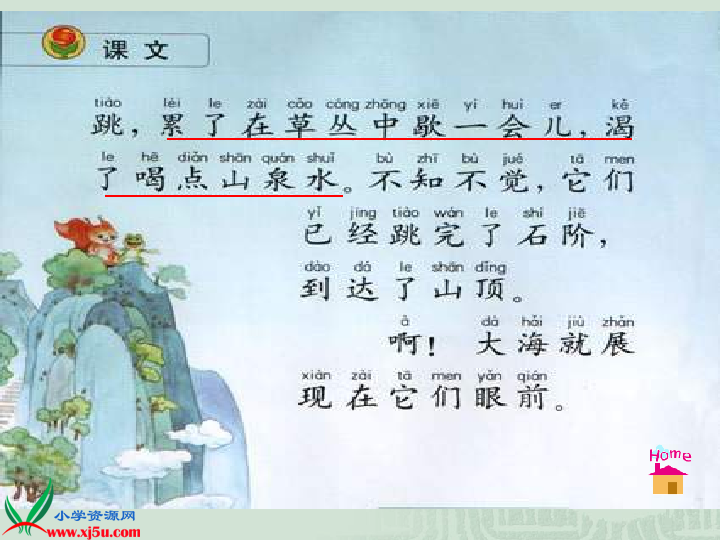 课文
tiào lèi le zài cǎo cóng zhōng xiē yí huì er kě
跳，累了在草丛中歇一会儿，渴
le hē diǎn shān quán shuǐ bù zhī bù jué tā men
了喝点山泉水。不知不觉，它们
yǐ jīng tiào wán le shí jiē
已经跳完了石阶，
dào dá le shān dǐng
到达了山顶。
à dà hǎi jiù zhǎn
啊！大海就展
xiàn zài tā men yǎn qián
现在它们眼前。
Home
小学资源网
www.xj5u.com